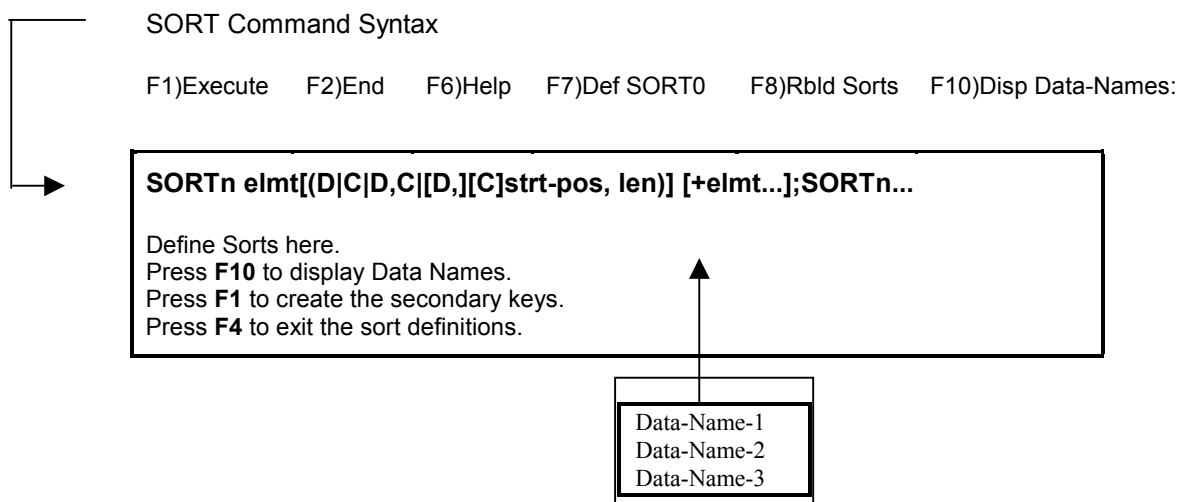 SORT Command Syntax
F1)Execute F2)End F6)Help F7)Def SORT0 F8)Rbld Sorts F10)Disp Data-Names:
SORTn elmt[(D|C|D,C|[D,][C]strt-pos, len)] [+elmt...];SORTn...
Define Sorts here.
Press F10 to display Data Names.
Press F1 to create the secondary keys.
Press F4 to exit the sort definitions.
Data-Name-1
Data-Name-2
Data-Name-3